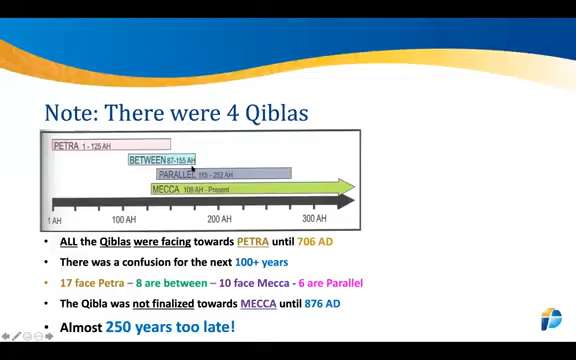 Note: There were 4 Qiblas
PETRA 1 - 125 AH
BETWEEN 87-155 AH
PARALLEL 115 - 252 AH
MECCA 109 AH - Present
1 AH 100 AH 200 AH 300 AH
• ALL the Qiblas were facing towards PETRA until 706 AD
• There was a confusion for the next 100+ years
• 17 face Petra – 8 are between – 10 face Mecca - 6 are Parallel
• The Qibla was not finalized towards MECCA until 876 AD
• Almost 250 years too late!